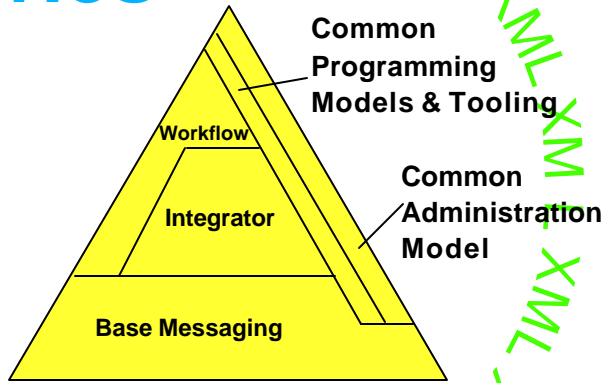 Common
Programming
Models & Tooling
Workflow
Common
Administration
Model
Integrator
Base Messaging
XML XML XML